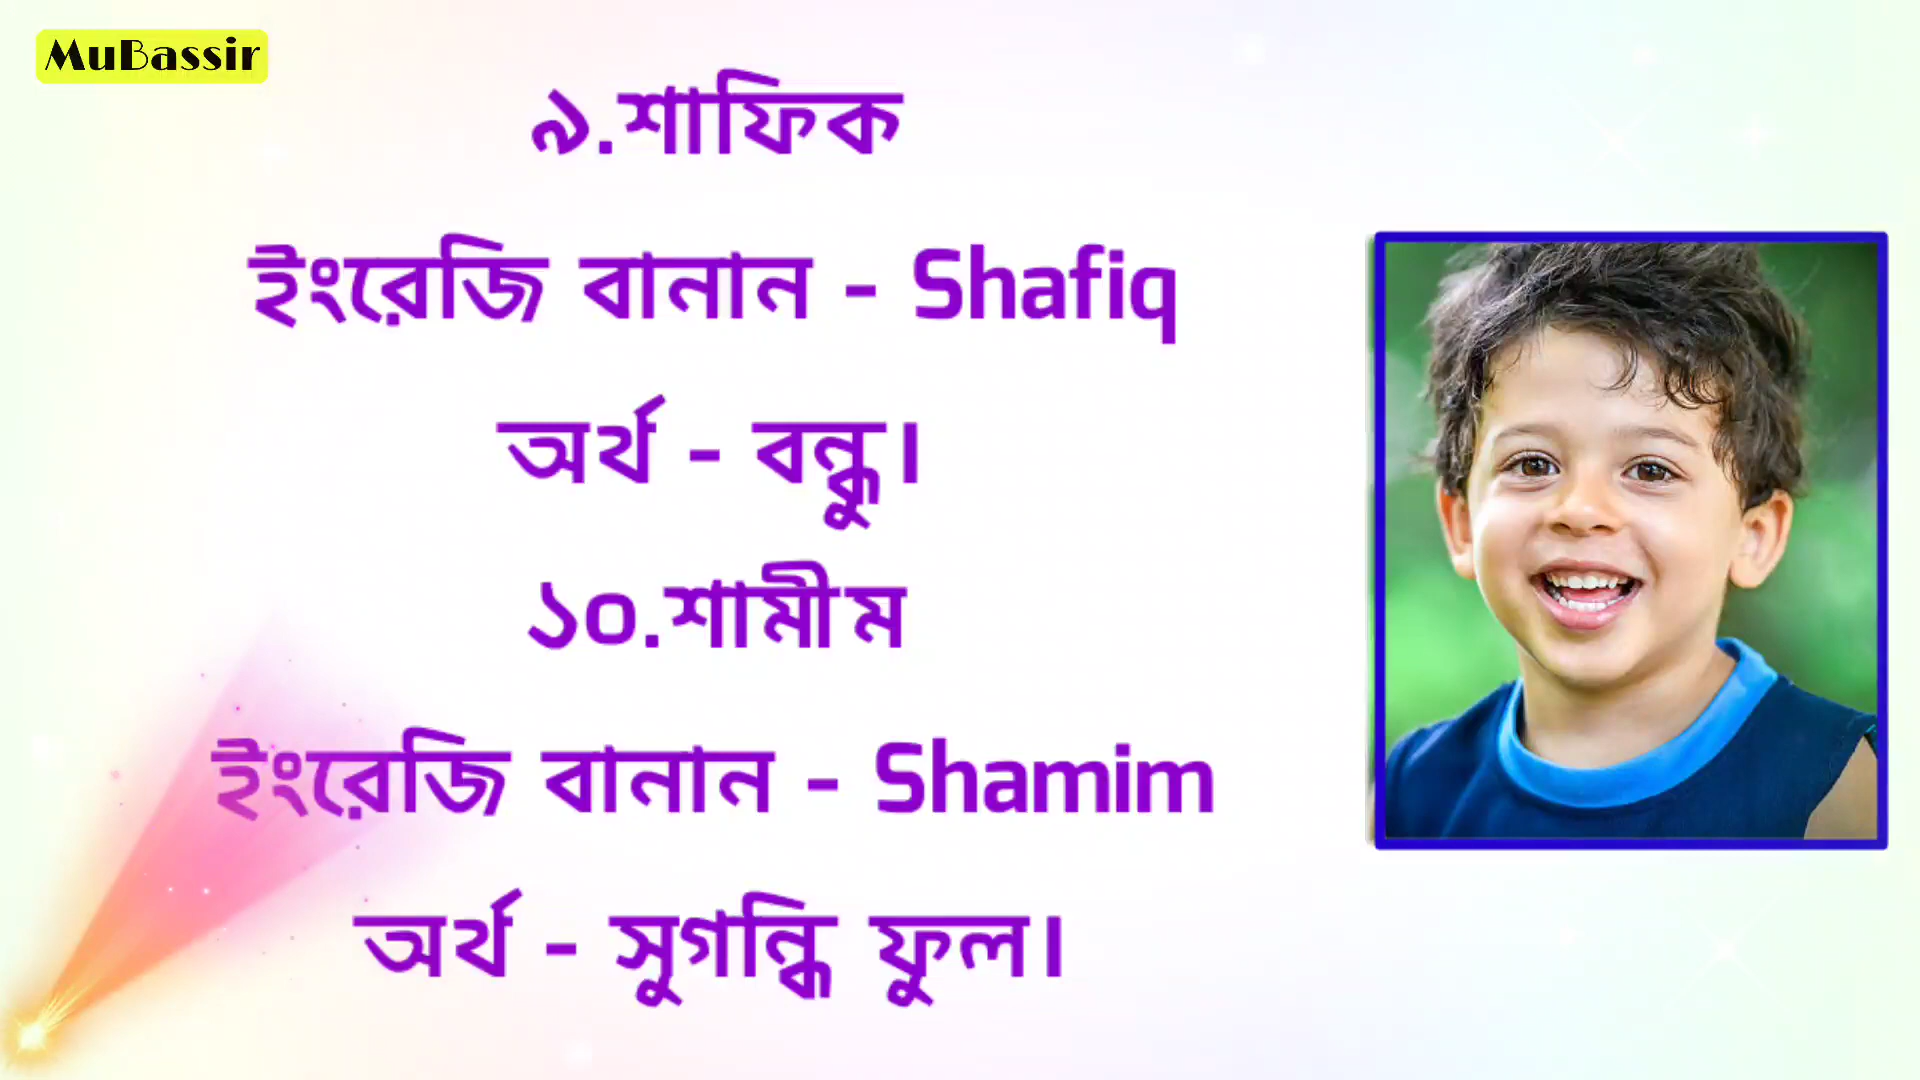 MuBassir
৯.শাফিক
ইংরেজি বানান - Shafiq
অর্থ - বন্ধু।
১০.শামীম
ইংরেজি বানান - Shamim
অর্থ - সুগন্ধি ফুল।